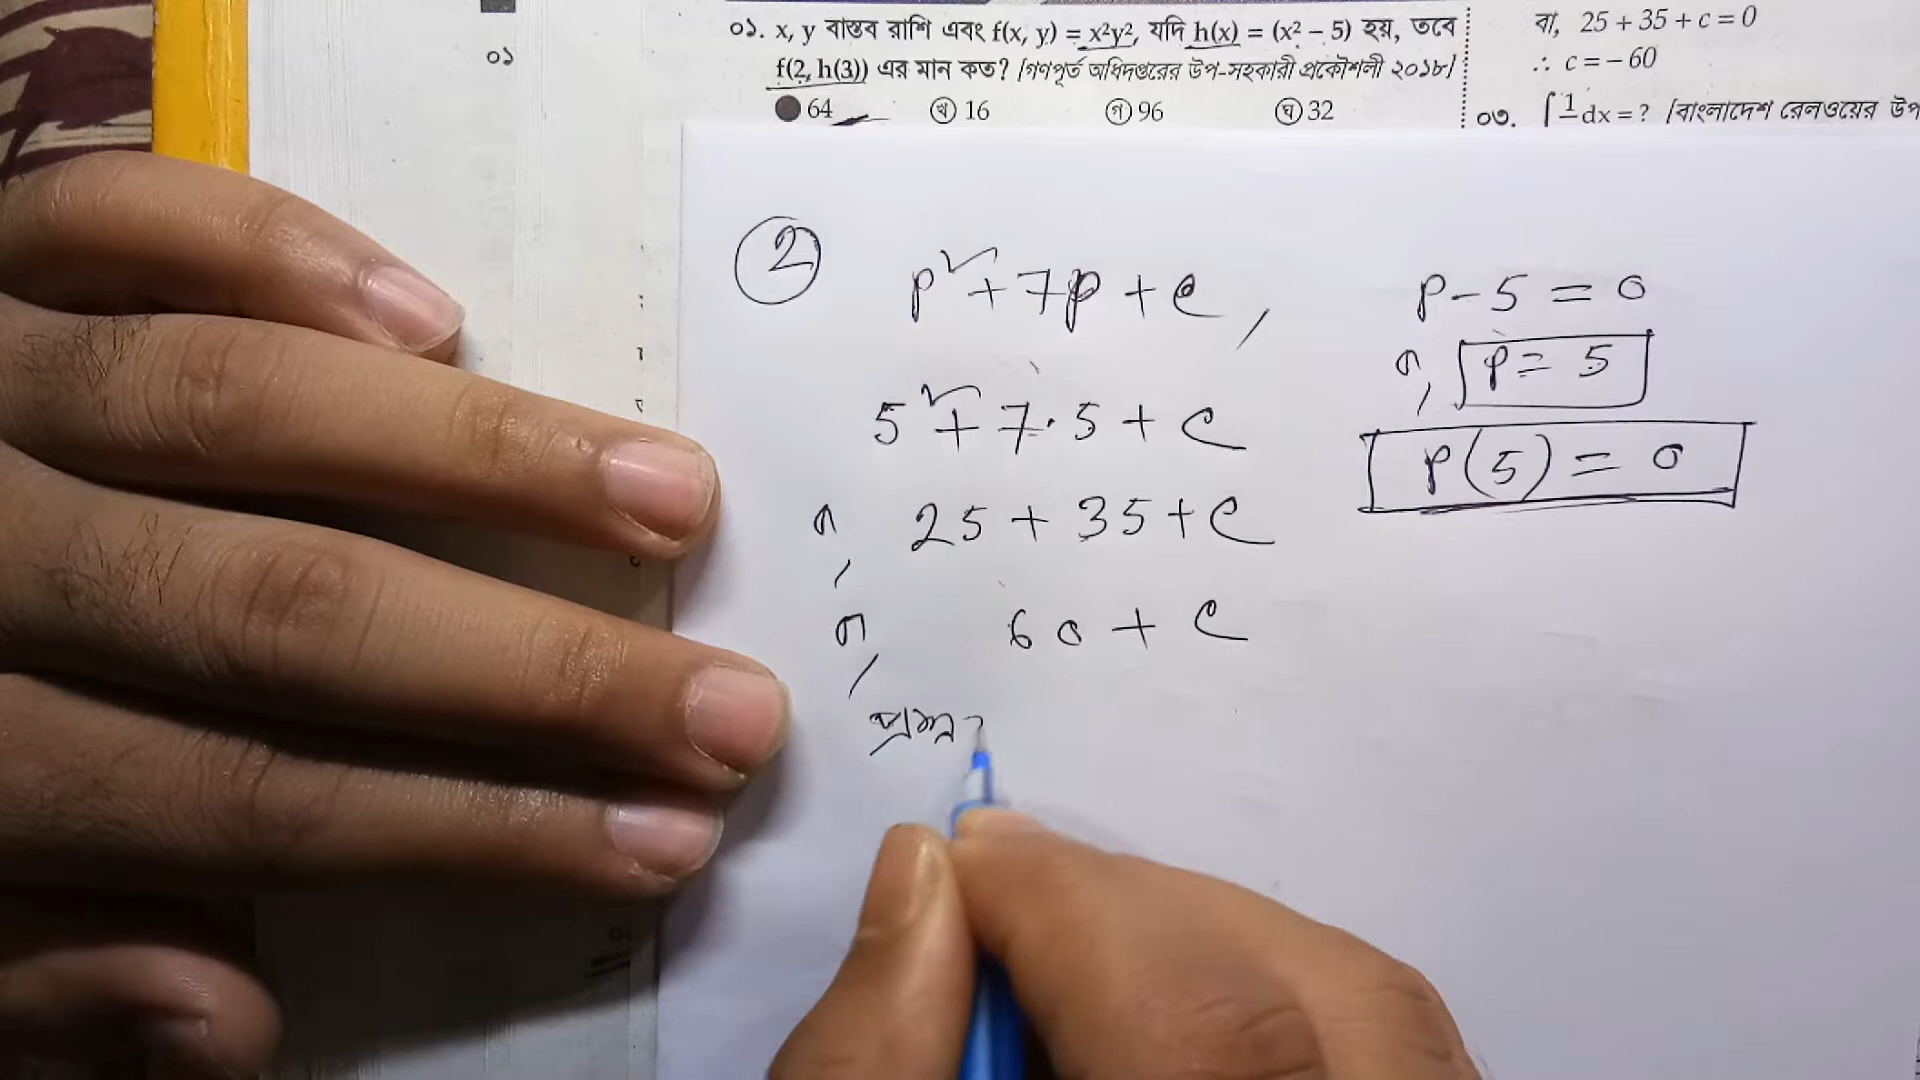 ০১
০১. x, y বাস্তব রাশি এবং f(x, y) = x²y², যদি h(x) = (x² – 5) হয়, তবে
f(2, h(3)) এর মান কত? [গণপূর্ত অধিদপ্তরের উপ-সহকারী প্রকৌশলী ২০১৮]
64 খ 16 গ 96 ঘ 32
বা, 25 + 35 + c = 0
∴ c = – 60
০৩. ∫ 1 dx = ? [বাংলাদেশ রেলওয়ের উপ
2
p² + 7p + c,
5² + 7·5 + c
বা, 25 + 35 + c
বা, 60 + c
প্রশ্ন
p – 5 = 0
বা, p = 5
p(5) = 0